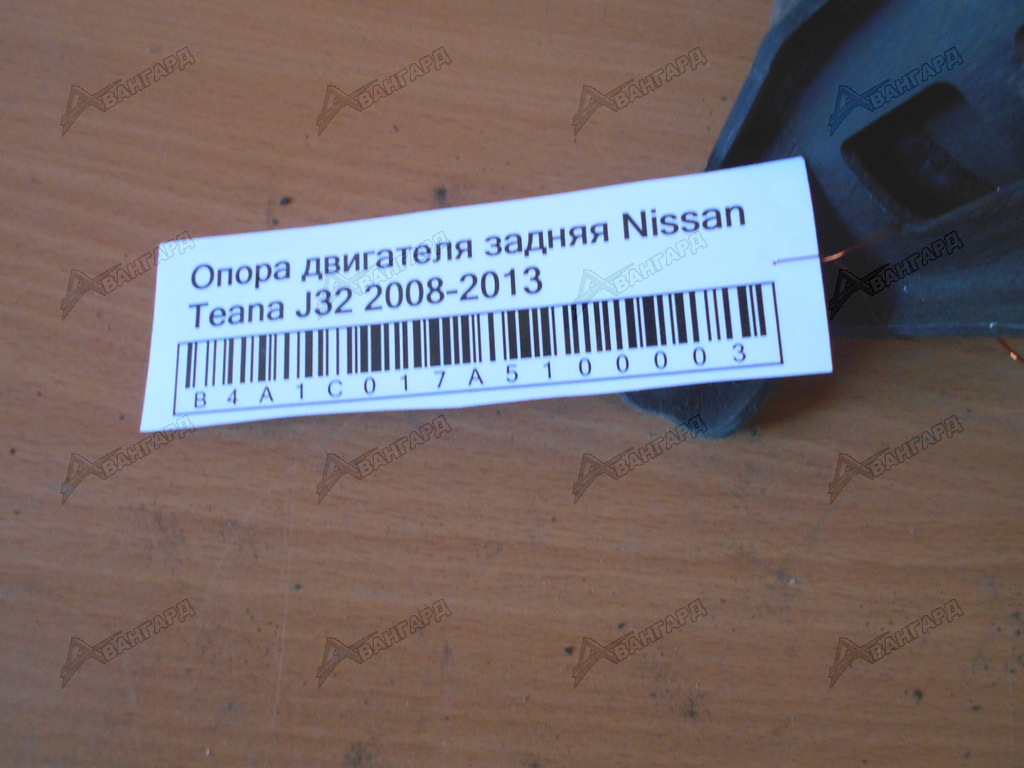 Опора двигателя задняя Nissan
Teana J32 2008-2013
B4A1C017A5100003
АВАНГАРД